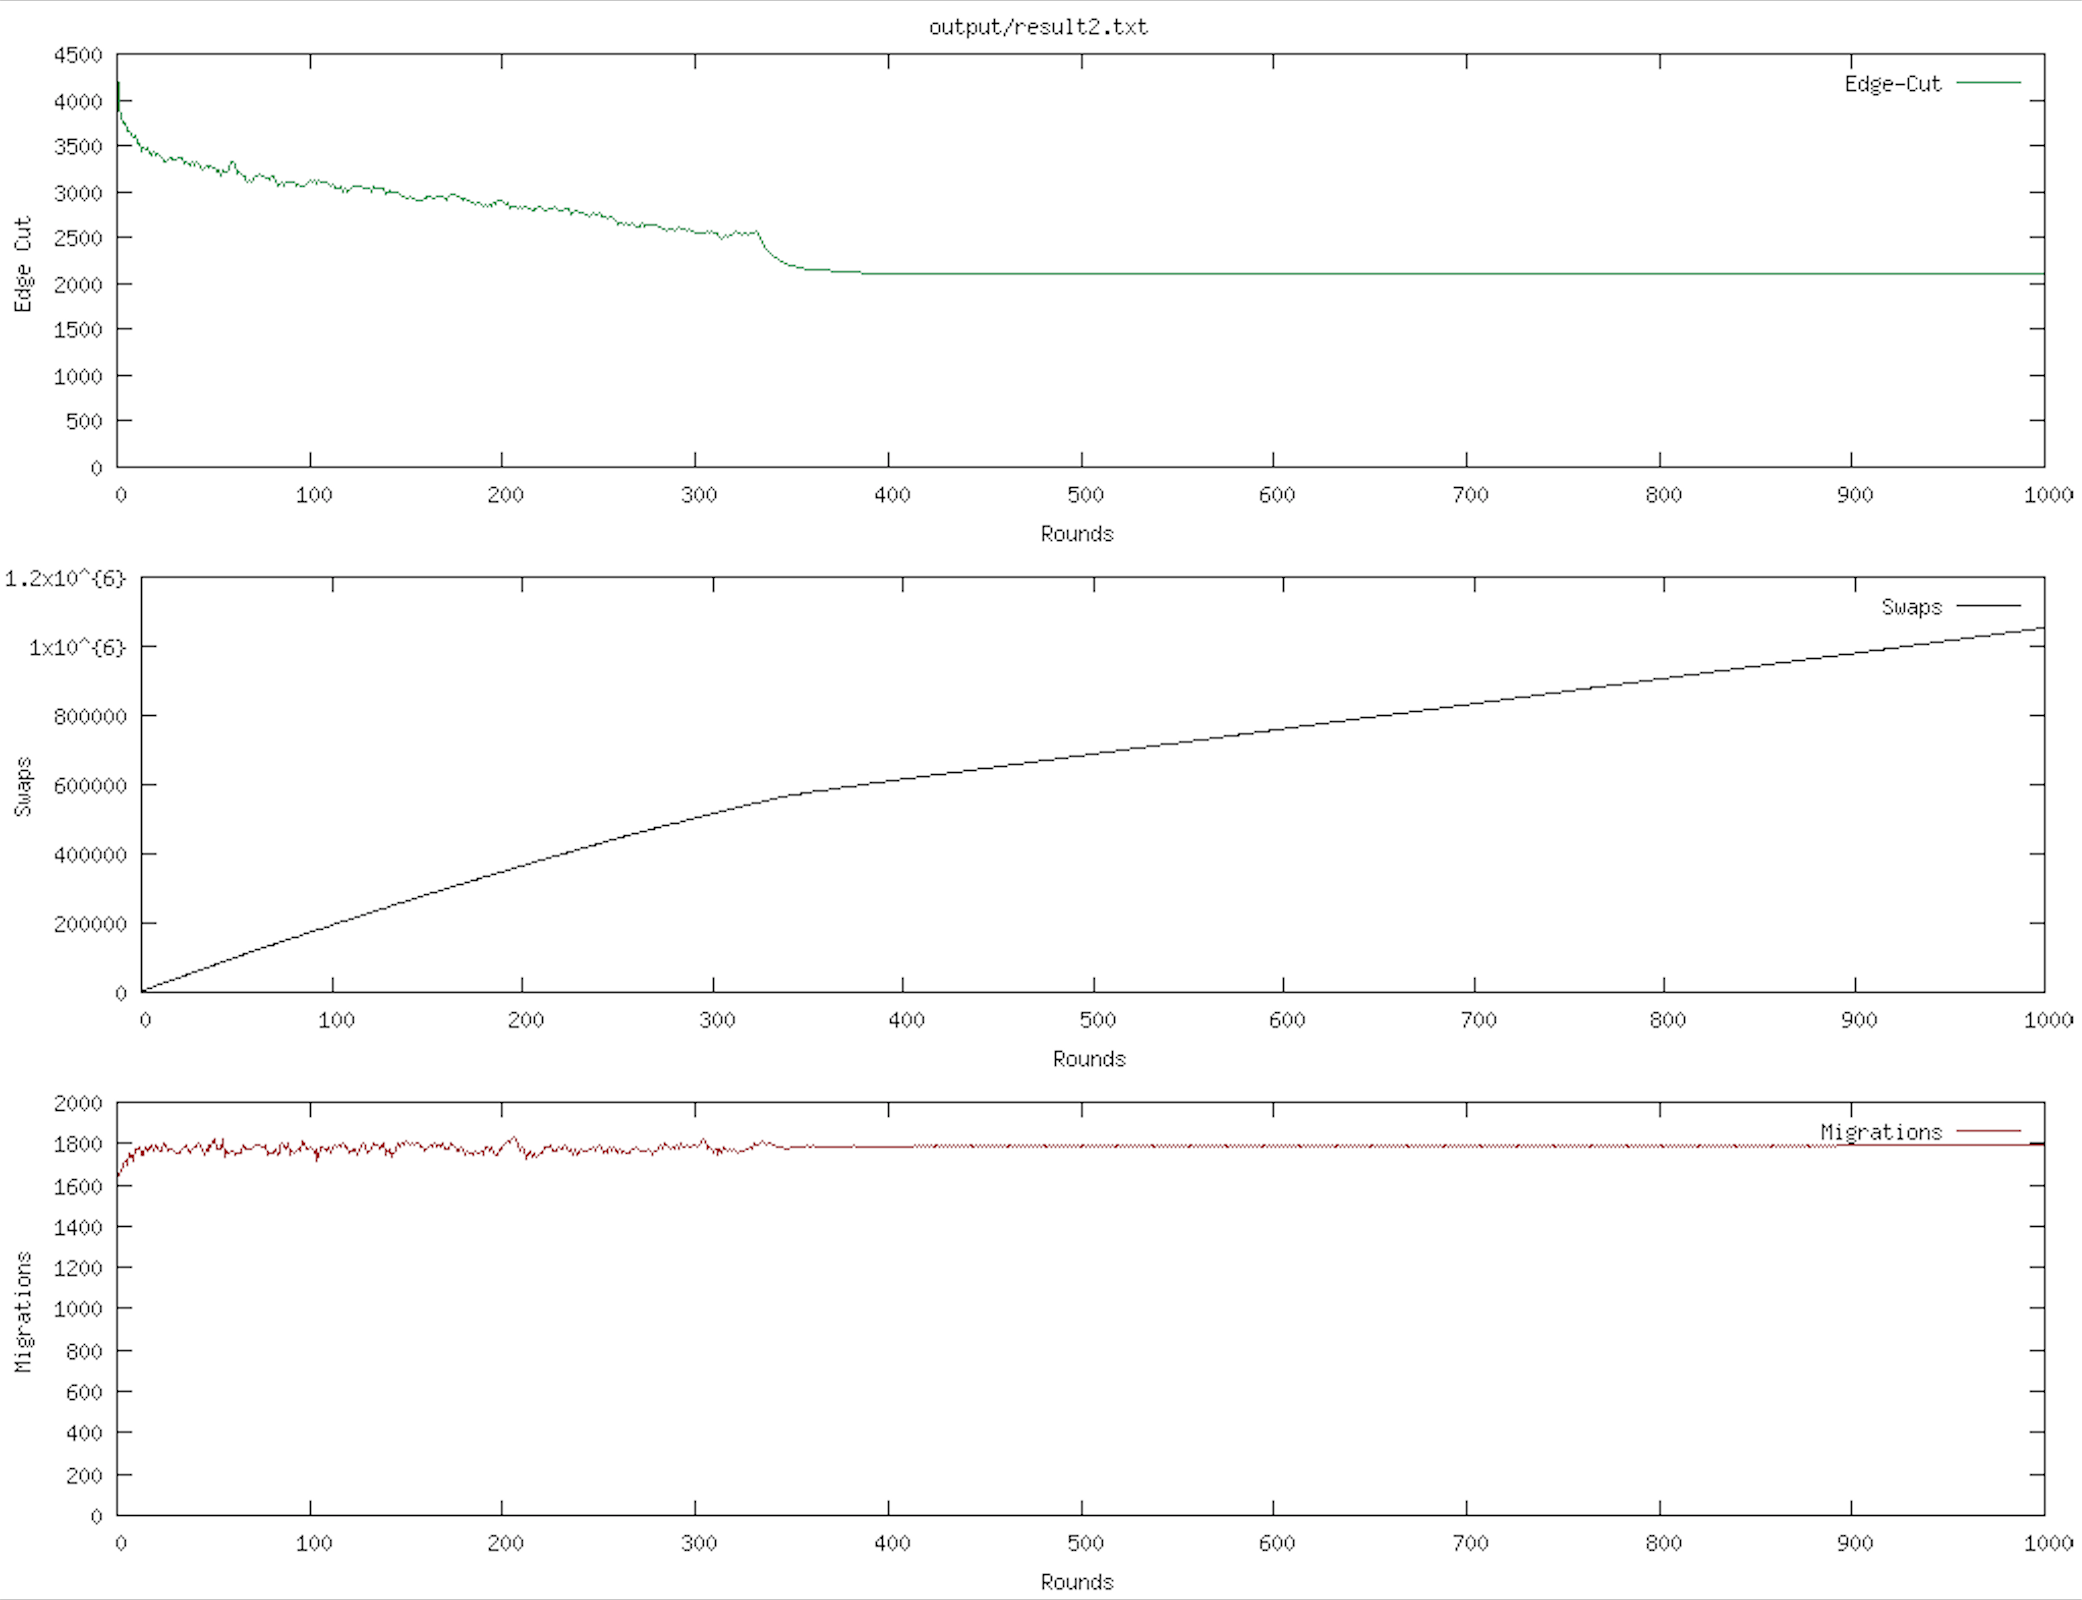 output/result2.txt
4500
4000
3500
3000
2500
2000
1500
1000
500
0
Edge Cut
Edge-Cut
0 100 200 300 400 500 600 700 800 900 1000
Rounds
1.2x10^{6}
1x10^{6}
800000
600000
400000
200000
0
Swaps
Swaps
0 100 200 300 400 500 600 700 800 900 1000
Rounds
2000
1800
1600
1400
1200
1000
800
600
400
200
0
Migrations
Migrations
0 100 200 300 400 500 600 700 800 900 1000
Rounds